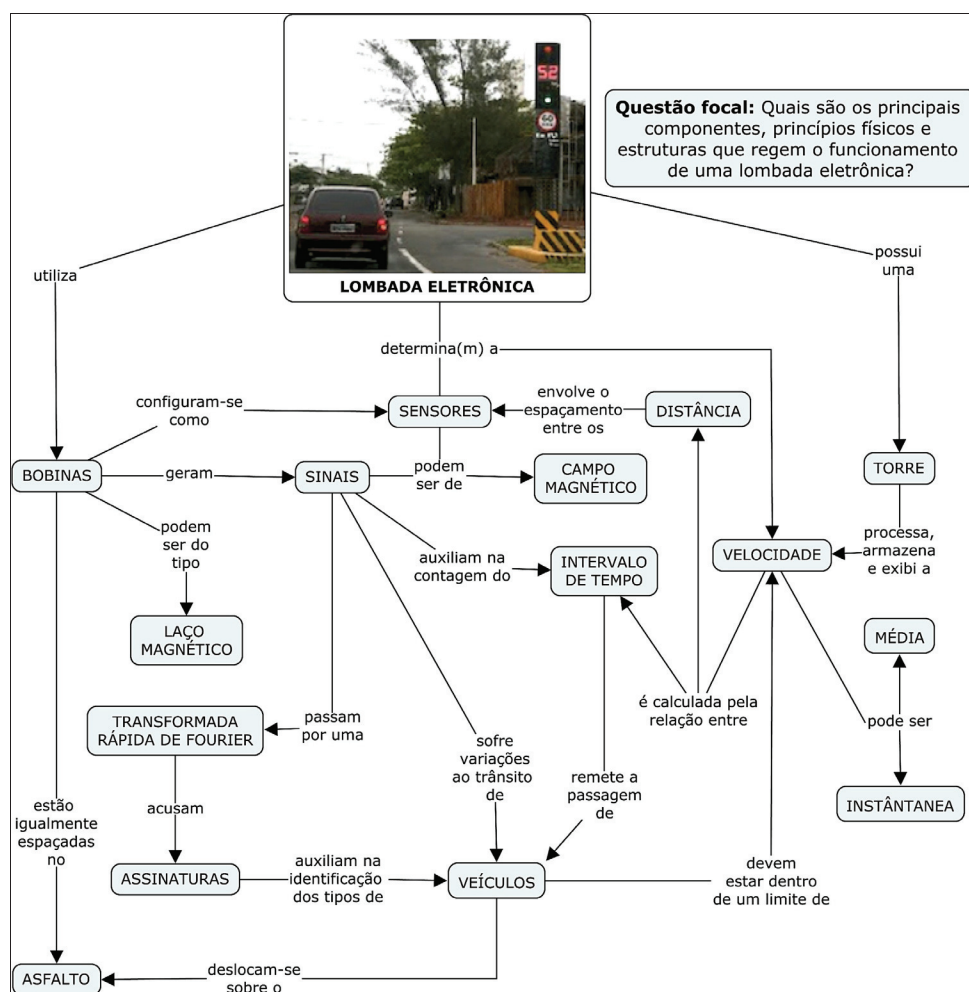 52
60
Questão focal: Quais são os principais
componentes, princípios físicos e
estruturas que regem o funcionamento
de uma lombada eletrônica?
LOMBADA ELETRÔNICA
utiliza
possui
uma
determina(m) a
configuram-se
como
SENSORES
envolve o
espaçamento
entre os
DISTÂNCIA
BOBINAS
geram
SINAIS
podem
ser de
CAMPO
MAGNÉTICO
TORRE
podem
ser do
tipo
LAÇO
MAGNÉTICO
auxiliam na
contagem do
INTERVALO
DE TEMPO
VELOCIDADE
processa,
armazena
e exibi a
MÉDIA
é calculada pela
relação entre
pode ser
INSTÂNTANEA
TRANSFORMADA
RÁPIDA DE FOURIER
passam
por uma
sofre
variações
ao trânsito
de
remete a
passagem
de
acusam
estão
igualmente
espaçadas
no
ASSINATURAS
auxiliam na
identificação
dos tipos de
VEÍCULOS
devem
estar dentro
de um limite de
ASFALTO
deslocam-se
sobre o